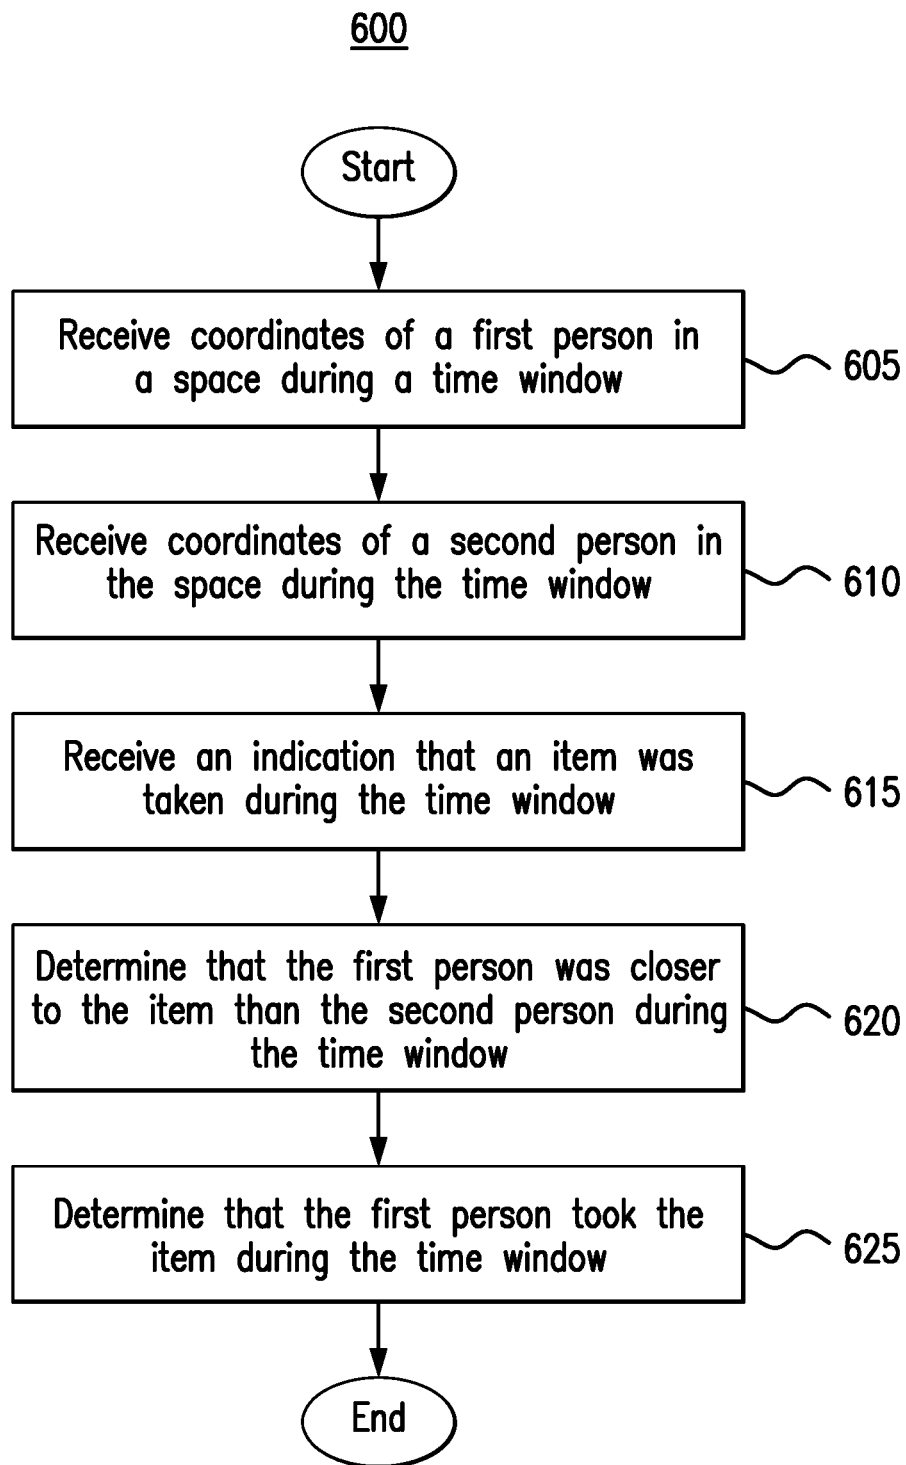 600
Start
Receive coordinates of a first person in
a space during a time window
605
Receive coordinates of a second person in
the space during the time window
610
Receive an indication that an item was
taken during the time window
615
Determine that the first person was closer
to the item than the second person during
the time window
620
Determine that the first person took the
item during the time window
625
End